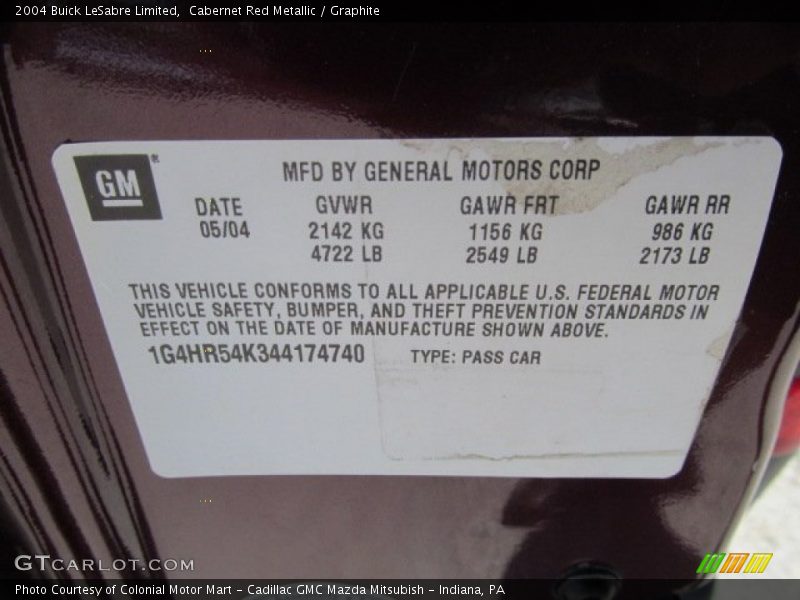 2004 Buick LeSabre Limited, Cabernet Red Metallic / Graphite
GM®
MFD BY GENERAL MOTORS CORP
DATE GVWR GAWR FRT GAWR RR
05/04 2142 KG 1156 KG 986 KG
4722 LB 2549 LB 2173 LB
THIS VEHICLE CONFORMS TO ALL APPLICABLE U.S. FEDERAL MOTOR
VEHICLE SAFETY, BUMPER, AND THEFT PREVENTION STANDARDS IN
EFFECT ON THE DATE OF MANUFACTURE SHOWN ABOVE.
1G4HR54K344174740 TYPE: PASS CAR
GTCARLOT.COM
Photo Courtesy of Colonial Motor Mart - Cadillac GMC Mazda Mitsubish - Indiana, PA